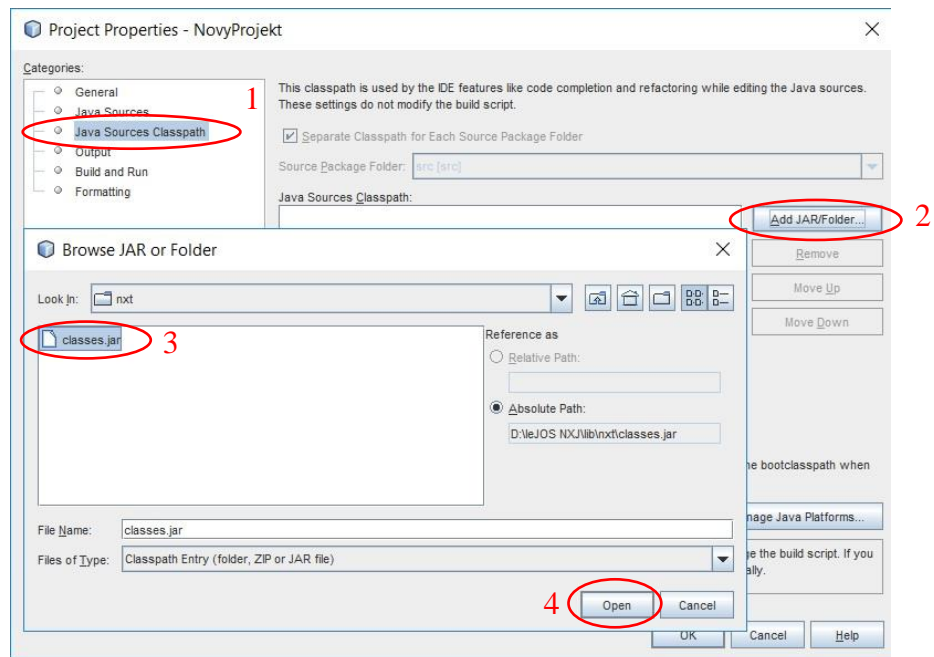 Project Properties - NovyProjekt
Categories:
General
Java Sources
Java Sources Classpath
Output
Build and Run
Formatting
1
This classpath is used by the IDE features like code completion and refactoring while editing the Java sources.
These settings do not modify the build script.
Separate Classpath for Each Source Package Folder
Source Package Folder: src [src]
Java Sources Classpath:
Add JAR/Folder...
2
Remove
Move Up
Move Down
Browse JAR or Folder
Look In: nxt
classes.jar
3
Reference as
Relative Path:
Absolute Path:
D:\leJOS NXJ\lib\nxt\classes.jar
File Name: classes.jar
Files of Type: Classpath Entry (folder, ZIP or JAR file)
4
Open
Cancel
he bootclasspath when
nage Java Platforms...
ge the build script. If you
ally.
OK
Cancel
Help